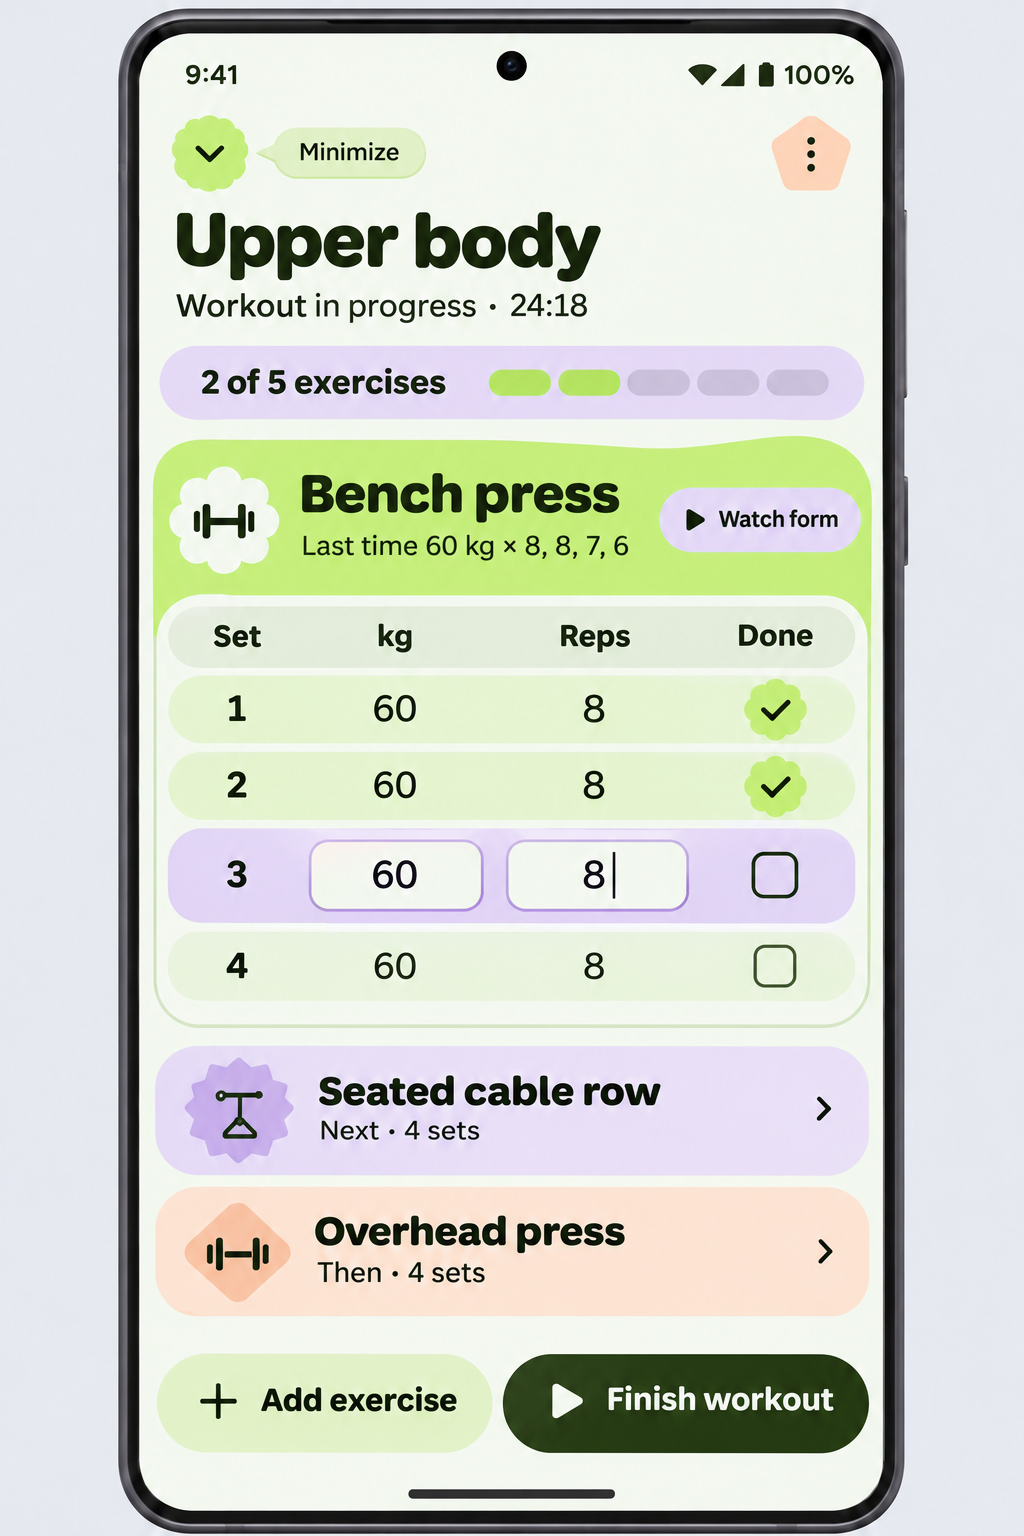 9:41
100%
Minimize
Upper body
Workout in progress • 24:18
2 of 5 exercises
Bench press
Last time 60 kg × 8, 8, 7, 6
Watch form
Set kg Reps Done
1 60 8
2 60 8
3 60 8
4 60 8
Seated cable row
Next • 4 sets
Overhead press
Then • 4 sets
Add exercise
Finish workout